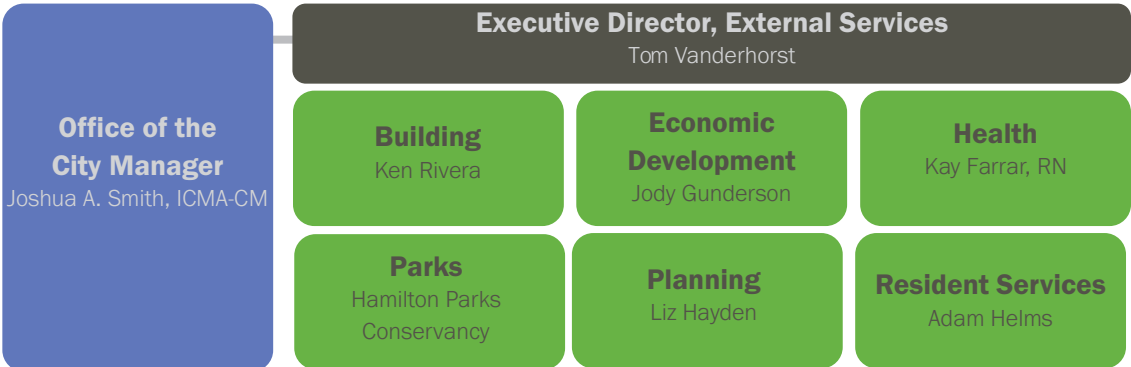 Executive Director, External Services
Tom Vanderhorst
Office of the
City Manager
Joshua A. Smith, ICMA-CM
Building
Ken Rivera
Economic
Development
Jody Gunderson
Health
Kay Farrar, RN
Parks
Hamilton Parks
Conservancy
Planning
Liz Hayden
Resident Services
Adam Helms